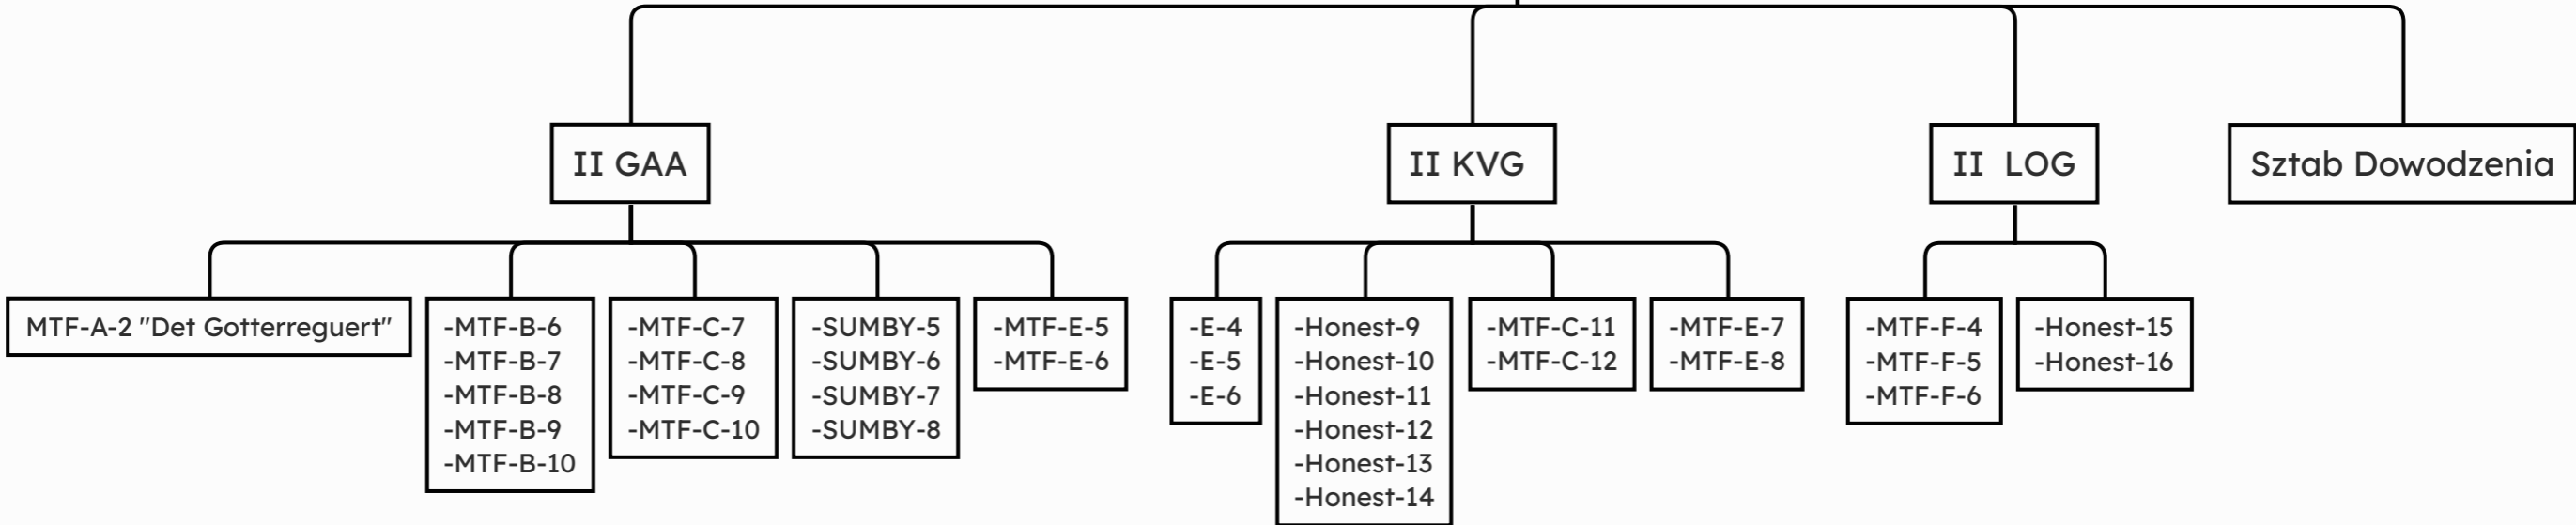 II GAA
II KVG
II LOG
Sztab Dowodzenia
MTF-A-2 "Det Gotterreguert"
-MTF-B-6
-MTF-B-7
-MTF-B-8
-MTF-B-9
-MTF-B-10
-MTF-C-7
-MTF-C-8
-MTF-C-9
-MTF-C-10
-SUMBY-5
-SUMBY-6
-SUMBY-7
-SUMBY-8
-MTF-E-5
-MTF-E-6
-E-4
-E-5
-E-6
-Honest-9
-Honest-10
-Honest-11
-Honest-12
-Honest-13
-Honest-14
-MTF-C-11
-MTF-C-12
-MTF-E-7
-MTF-E-8
-MTF-F-4
-MTF-F-5
-MTF-F-6
-Honest-15
-Honest-16